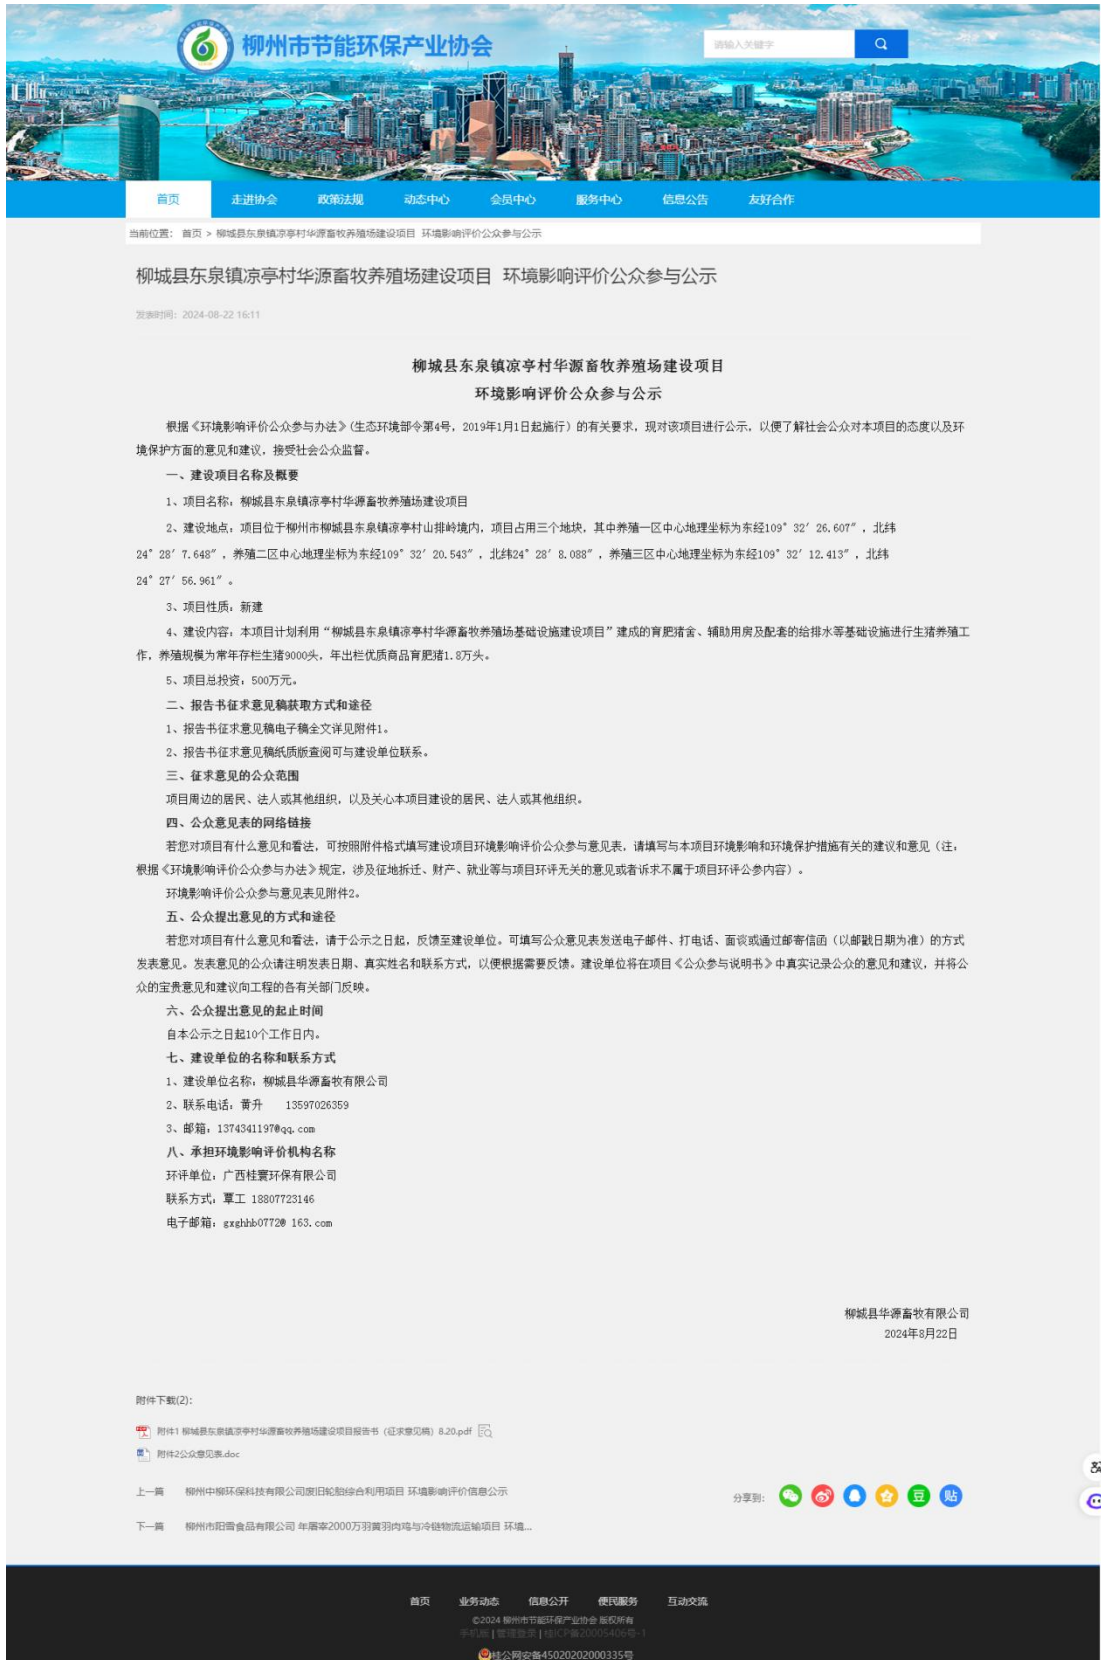 柳州市节能环保产业协会
请输入关键字
首页 走进协会 政策法规 动态中心 会员中心 服务中心 信息公告 友好合作
当前位置： 首页 > 柳城县东泉镇凉亭村华源畜牧养殖场建设项目 环境影响评价公众参与公示
柳城县东泉镇凉亭村华源畜牧养殖场建设项目 环境影响评价公众参与公示
发表时间：2024-08-22 16:11
柳城县东泉镇凉亭村华源畜牧养殖场建设项目
环境影响评价公众参与公示
根据《环境影响评价公众参与办法》（生态环境部令第4号，2019年1月1日起施行）的有关要求，现对该项目进行公示，以便了解社会公众对本项目的态度以及环
境保护方面的意见和建议，接受社会公众监督。
一、建设项目名称及概要
1、项目名称：柳城县东泉镇凉亭村华源畜牧养殖场建设项目
2、建设地点：项目位于柳州市柳城县东泉镇凉亭村山排岭境内，项目占用三个地块，其中养殖一区中心地理坐标为东经109°32′26.607″，北纬
24°28′7.648″，养殖二区中心地理坐标为东经109°32′20.543″，北纬24°28′8.088″，养殖三区中心地理坐标为东经109°32′12.413″，北纬
24°27′56.961″。
3、项目性质：新建
4、建设内容：本项目计划利用“柳城县东泉镇凉亭村华源畜牧养殖场基础设施建设项目”建成的育肥猪舍、辅助用房及配套的给排水等基础设施进行生猪养殖工
作，养殖规模为常年存栏生猪9000头，年出栏优质商品育肥猪1.8万头。
5、项目总投资：500万元。
二、报告书征求意见稿获取方式和途径
1、报告书征求意见稿电子稿全文详见附件1。
2、报告书征求意见稿纸质版查阅可与建设单位联系。
三、征求意见的公众范围
项目周边的居民、法人或其他组织，以及关心本项目建设的居民、法人或其他组织。
四、公众意见表的网络链接
若您对项目有什么意见和看法，可按照附件格式填写建设项目环境影响评价公众参与意见表，请填写与本项目环境影响和环境保护措施有关的建议和意见（注：
根据《环境影响评价公众参与办法》规定，涉及征地拆迁、财产、就业等与项目环评无关的意见或者诉求不属于项目环评公参内容）。
环境影响评价公众参与意见表见附件2。
五、公众提出意见的方式和途径
若您对项目有什么意见和看法，请于公示之日起，反馈至建设单位。可填写公众意见表发送电子邮件、打电话、面谈或通过邮寄信函（以邮戳日期为准）的方式
发表意见。发表意见的公众请注明发表日期、真实姓名和联系方式，以便根据需要反馈。建设单位将在项目《公众参与说明书》中真实记录公众的意见和建议，并将公
众的宝贵意见和建议向工程的各有关部门反映。
六、公众提出意见的起止时间
自本公示之日起10个工作日内。
七、建设单位的名称和联系方式
1、建设单位名称：柳城县华源畜牧有限公司
2、联系电话：黄升 13597026359
3、邮箱：1374341197@qq.com
八、承担环境影响评价机构名称
环评单位：广西桂寰环保有限公司
联系方式：覃工 18807723146
电子邮箱：gxghhb0772@ 163.com
柳城县华源畜牧有限公司
2024年8月22日
附件下载(2):
附件1 柳城县东泉镇凉亭村华源畜牧养殖场建设项目报告书（征求意见稿）8.20.pdf
附件2公众意见表.doc
上一篇 柳州中柳环保科技有限公司废旧轮胎综合利用项目 环境影响评价信息公示
分享到:
豆 贴
下一篇 柳州市阳雪食品有限公司 年屠宰2000万羽黄羽肉鸡与冷链物流运输项目 环境...
首页 业务动态 信息公开 便民服务 互动交流
©2024 柳州市节能环保产业协会 版权所有
手机版 | 管理登录 | 桂ICP备20005406号-1
桂公网安备45020202000335号